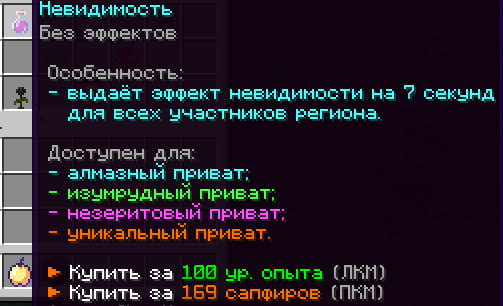 Невидимость
Без эффектов
Особенность:
- выдаёт эффект невидимости на 7 секунд
для всех участников региона.
Доступен для:
- алмазный приват;
- изумрудный приват;
- незеритовый приват;
- уникальный приват.
► Купить за 100 ур. опыта (ЛКМ)
► Купить за 169 сапфиров (ПКМ)